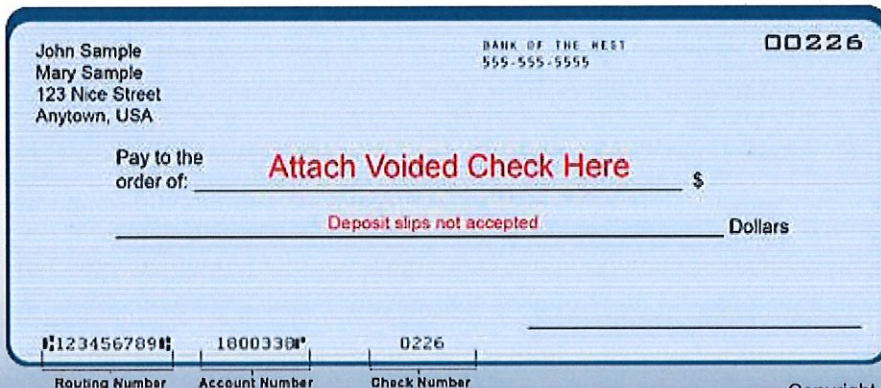 John Sample
Mary Sample
123 Nice Street
Anytown, USA
BANK OF THE WEST
555-555-5555
00226
Pay to the
order of: Attach Voided Check Here $
Deposit slips not accepted Dollars
⑆123456789⑆ 1800338⑈ 0226
Routing Number Account Number Check Number
Copyright